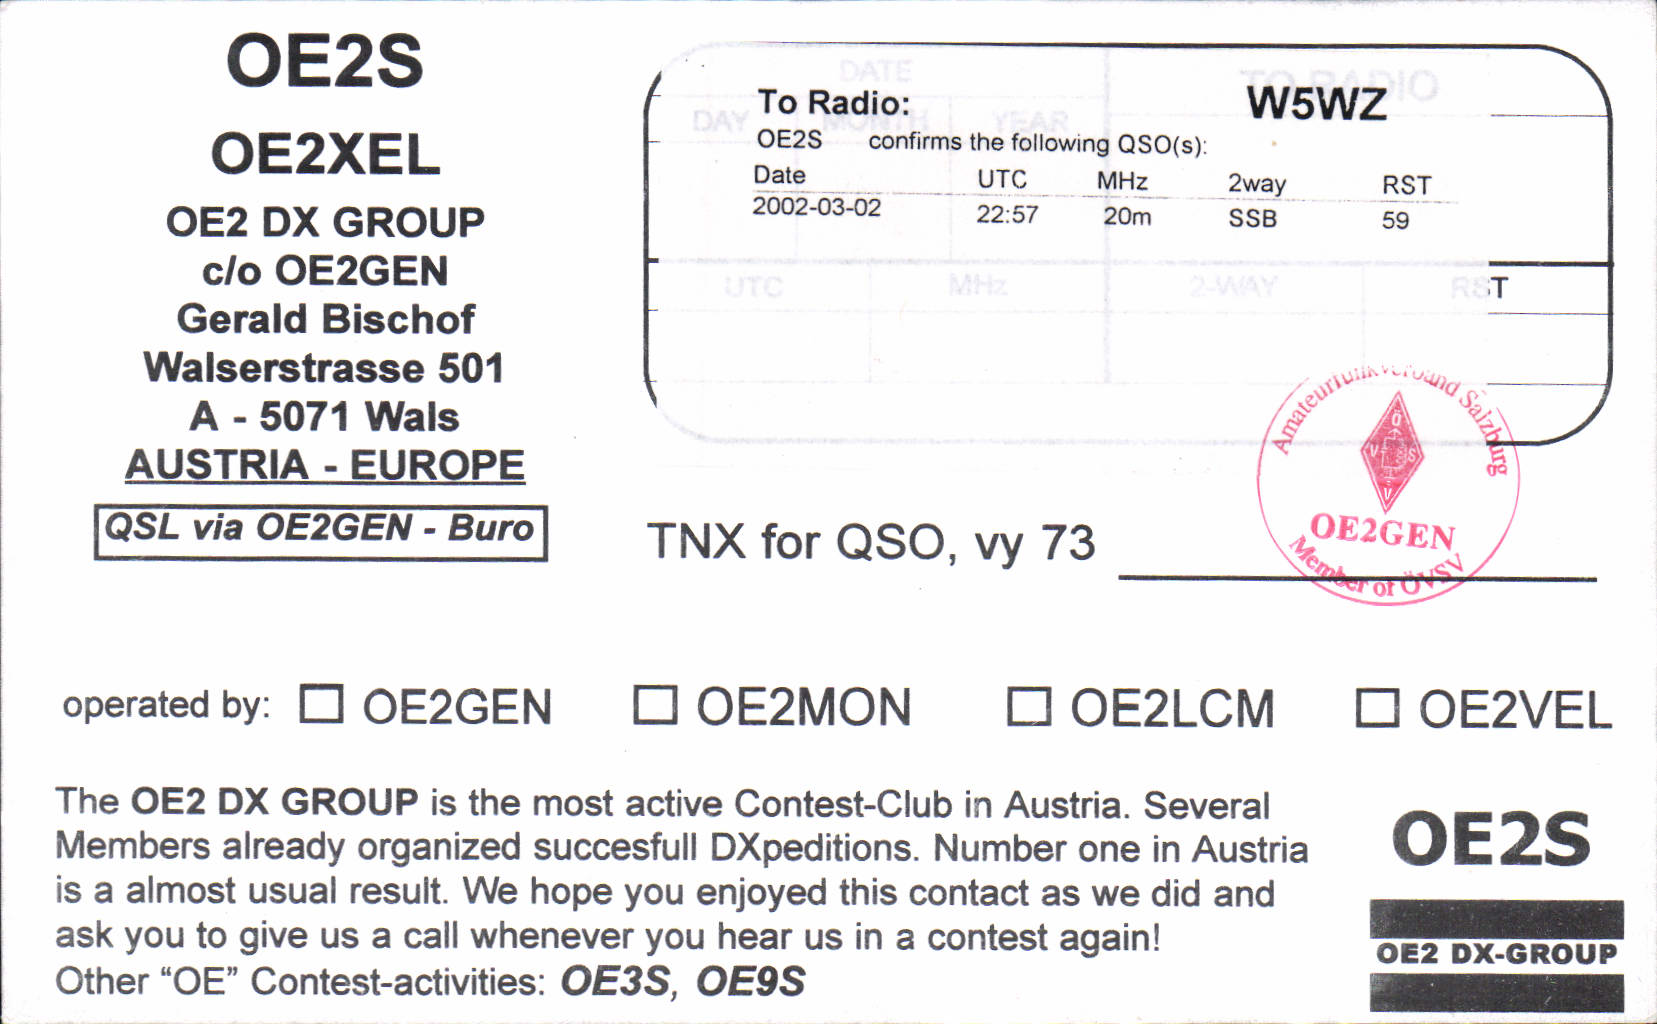 OE2S
OE2XEL
OE2 DX GROUP
c/o OE2GEN
Gerald Bischof
Walserstrasse 501
A - 5071 Wals
AUSTRIA - EUROPE
QSL via OE2GEN - Buro
DATE
TO RADIO
DAY MONTH YEAR
To Radio: W5WZ
OE2S confirms the following QSO(s):
Date UTC MHz 2way RST
2002-03-02 22:57 20m SSB 59
UTC MHz 2-WAY RST
Amateurfunkverband Salzburg
Ö V S V
OE2GEN
Member of ÖVSV
TNX for QSO, vy 73
operated by: OE2GEN OE2MON OE2LCM OE2VEL
The OE2 DX GROUP is the most active Contest-Club in Austria. Several
Members already organized succesfull DXpeditions. Number one in Austria
is a almost usual result. We hope you enjoyed this contact as we did and
ask you to give us a call whenever you hear us in a contest again!
Other “OE” Contest-activities: OE3S, OE9S
OE2S
OE2 DX-GROUP